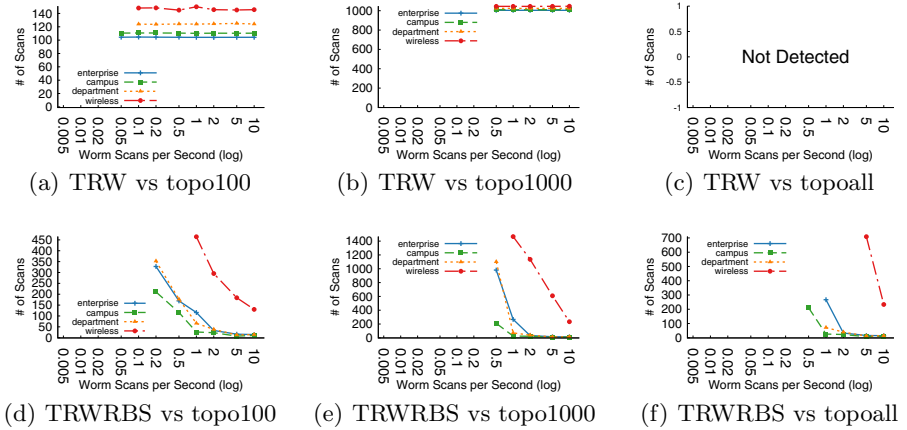 140
120
100
80
60
40
20
0
# of Scans
enterprise
campus
department
wireless
0.005
0.01
0.02
0.05
0.1
0.2
0.5
1
2
5
10
Worm Scans per Second (log)
(a) TRW vs topo100
1000
800
600
400
200
0
# of Scans
enterprise
campus
department
wireless
0.005
0.01
0.02
0.05
0.1
0.2
0.5
1
2
5
10
Worm Scans per Second (log)
(b) TRW vs topo1000
1
0.5
0
-0.5
-1
# of Scans
Not Detected
0.005
0.01
0.02
0.05
0.1
0.2
0.5
1
2
5
10
Worm Scans per Second (log)
(c) TRW vs topoall
450
400
350
300
250
200
150
100
50
0
# of Scans
enterprise
campus
department
wireless
0.005
0.01
0.02
0.05
0.1
0.2
0.5
1
2
5
10
Worm Scans per Second (log)
(d) TRWRBS vs topo100
1400
1200
1000
800
600
400
200
0
# of Scans
enterprise
campus
department
wireless
0.005
0.01
0.02
0.05
0.1
0.2
0.5
1
2
5
10
Worm Scans per Second (log)
(e) TRWRBS vs topo1000
700
600
500
400
300
200
100
0
# of Scans
enterprise
campus
department
wireless
0.005
0.01
0.02
0.05
0.1
0.2
0.5
1
2
5
10
Worm Scans per Second (log)
(f) TRWRBS vs topoall